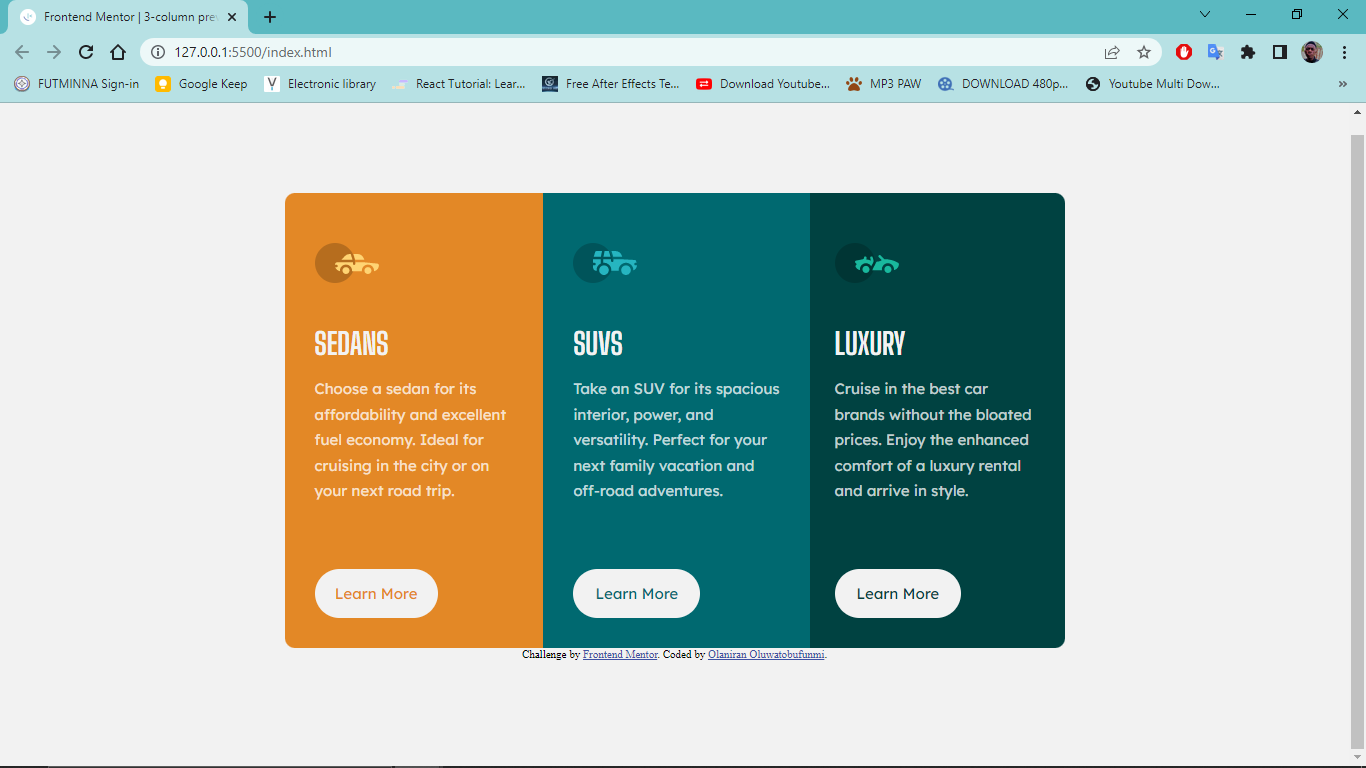 Frontend Mentor | 3-column pre
127.0.0.1:5500/index.html
FUTMINNA Sign-in Google Keep Electronic library React Tutorial: Lear... Free After Effects Te... Download Youtube... MP3 PAW DOWNLOAD 480p... Youtube Multi Dow... »
SEDANS
Choose a sedan for its
affordability and excellent
fuel economy. Ideal for
cruising in the city or on
your next road trip.
Learn More
SUVS
Take an SUV for its spacious
interior, power, and
versatility. Perfect for your
next family vacation and
off-road adventures.
Learn More
LUXURY
Cruise in the best car
brands without the bloated
prices. Enjoy the enhanced
comfort of a luxury rental
and arrive in style.
Learn More
Challenge by Frontend Mentor. Coded by Olaniran Oluwatobufunmi.